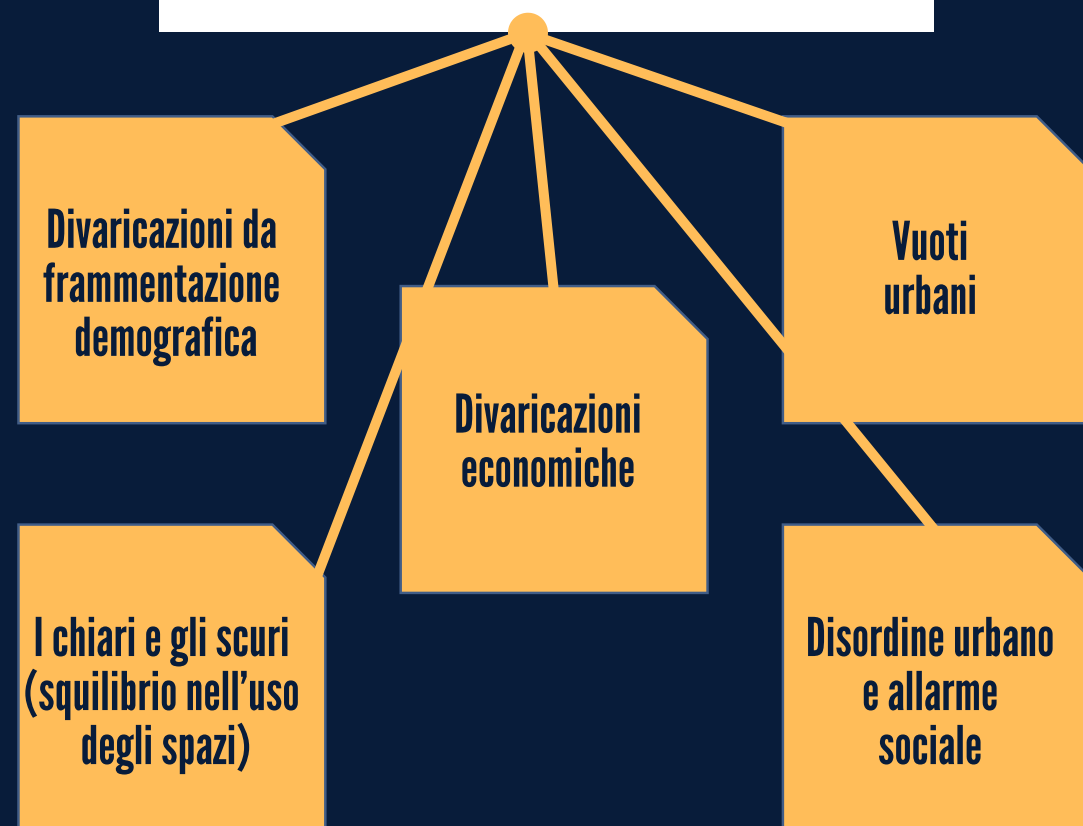 Divaricazioni da
frammentazione
demografica
Vuoti
urbani
Divaricazioni
economiche
I chiari e gli scuri
(squilibrio nell’uso
degli spazi)
Disordine urbano
e allarme
sociale